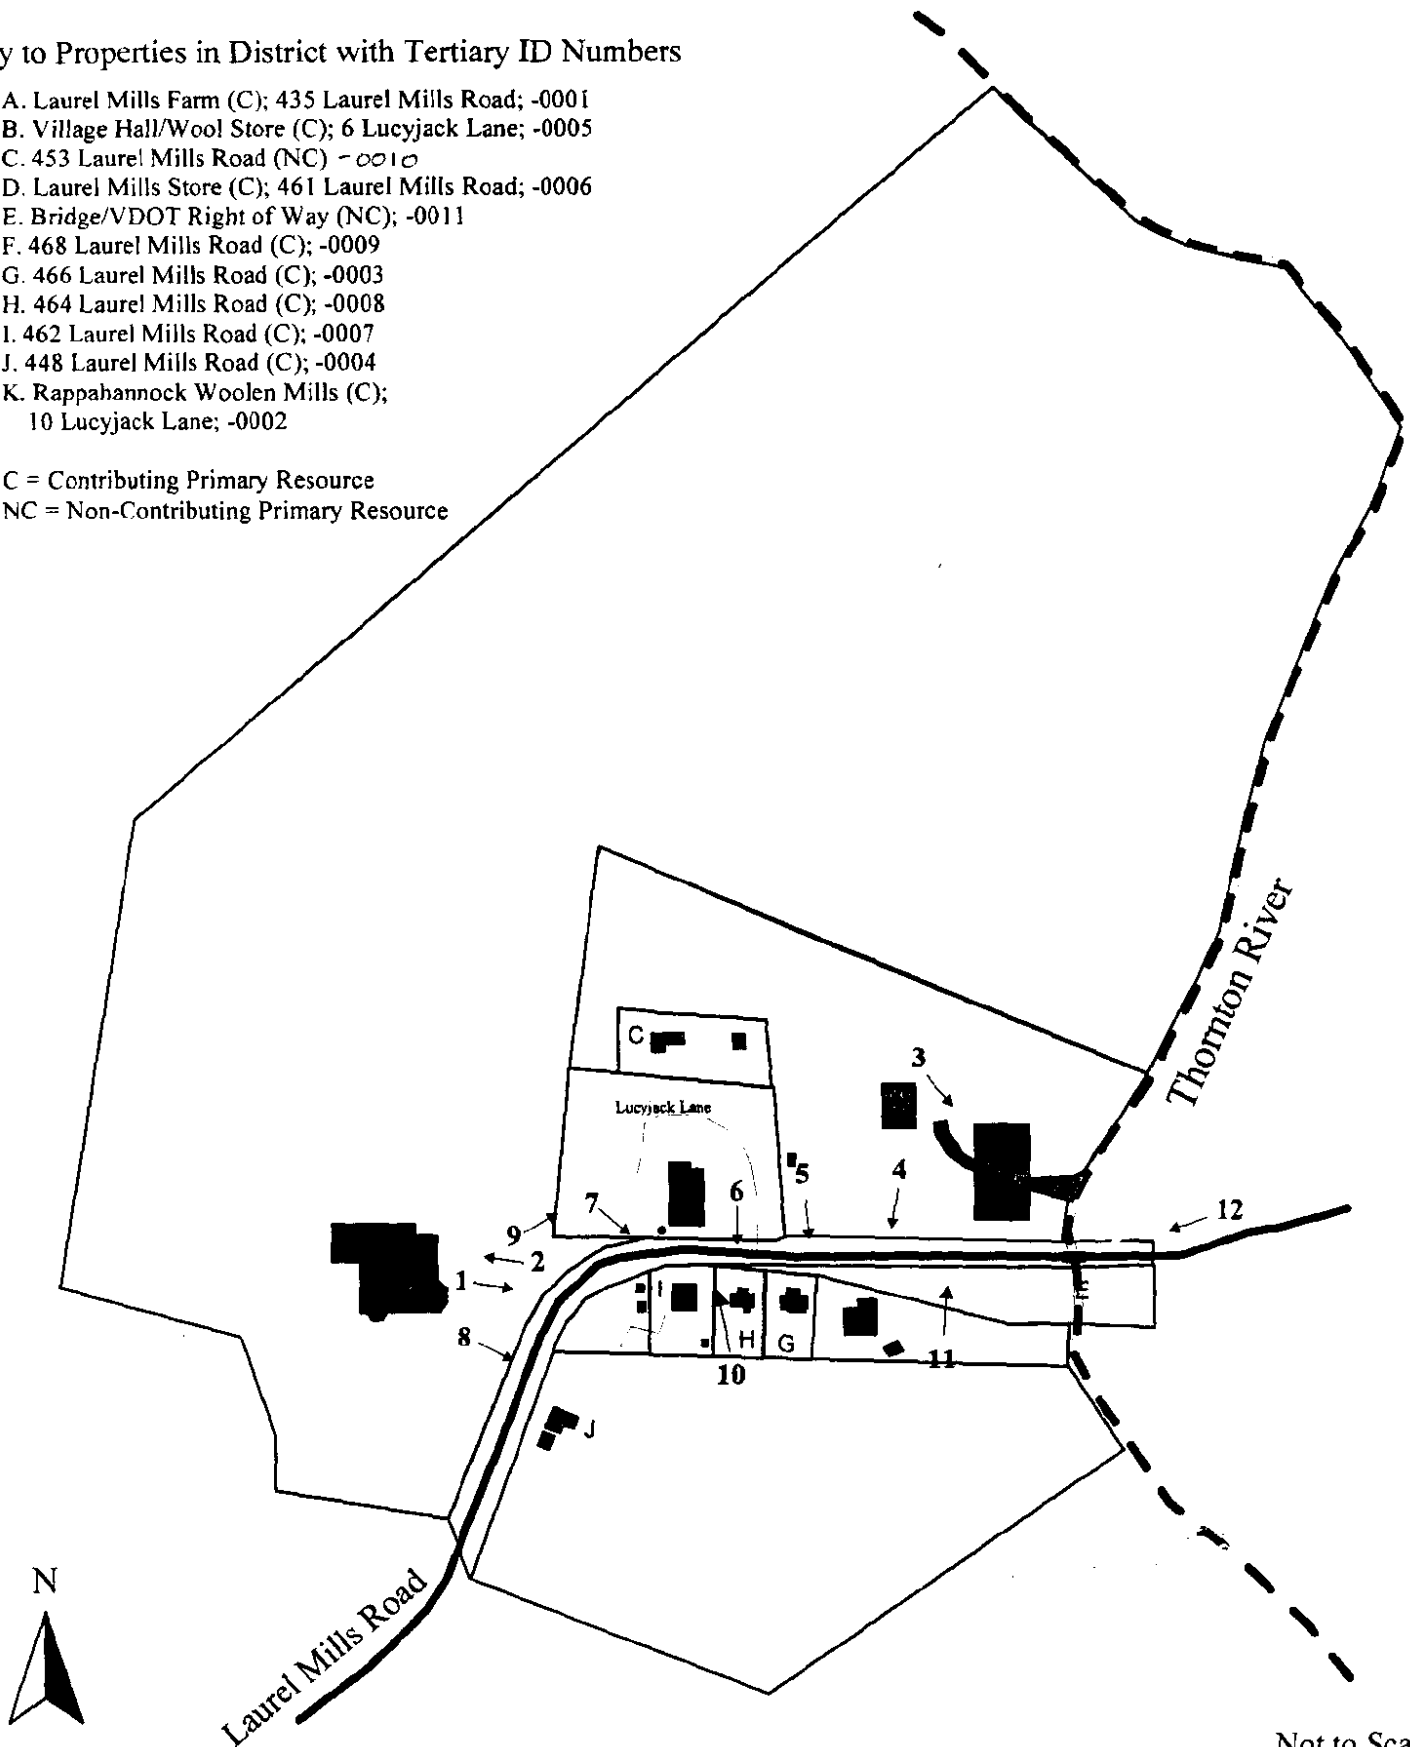 y to Properties in District with Tertiary ID Numbers
A. Laurel Mills Farm (C); 435 Laurel Mills Road; -0001
B. Village Hall/Wool Store (C); 6 Lucyjack Lane; -0005
C. 453 Laurel Mills Road (NC) -0010
D. Laurel Mills Store (C); 461 Laurel Mills Road; -0006
E. Bridge/VDOT Right of Way (NC); -0011
F. 468 Laurel Mills Road (C); -0009
G. 466 Laurel Mills Road (C); -0003
H. 464 Laurel Mills Road (C); -0008
I. 462 Laurel Mills Road (C); -0007
J. 448 Laurel Mills Road (C); -0004
K. Rappahannock Woolen Mills (C);
10 Lucyjack Lane; -0002
C = Contributing Primary Resource
NC = Non-Contributing Primary Resource
Thornton River
C
3
Lucyjack Lane
5
4
6
7
9
12
2
1
I
E
8
H
G
11
10
J
N
Laurel Mills Road
Not to Sca